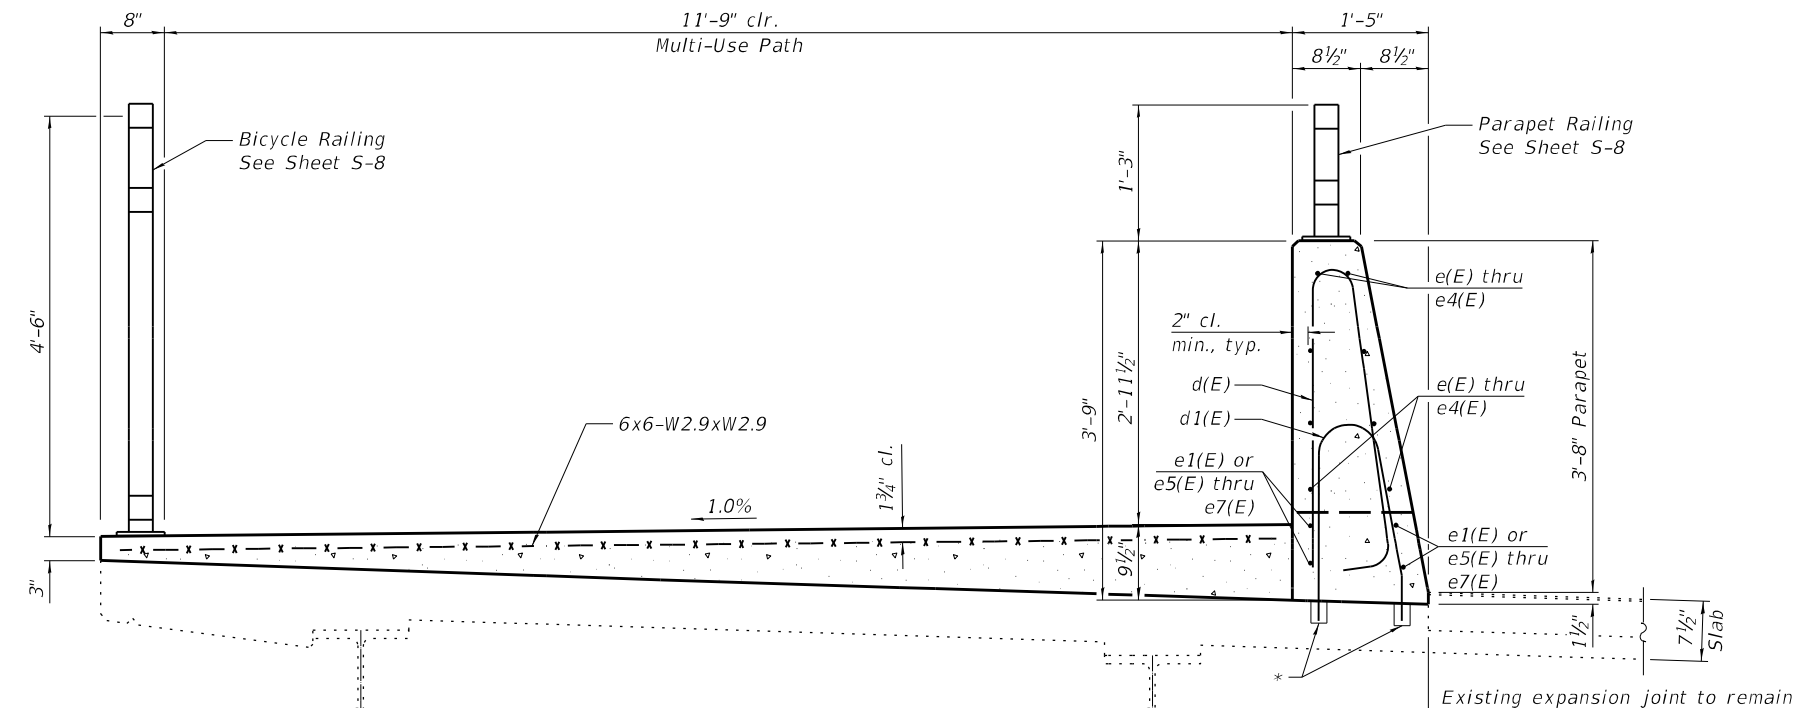 8" 11'-9" clr. 1'-5"
Multi-Use Path
8½" 8½"
Bicycle Railing
See Sheet S-8
Parapet Railing
See Sheet S-8
1'-3"
4'-6"
e(E) thru
e4(E)
2" cl.
min., typ.
3'-9"
2'-11½"
3'-8" Parapet
d(E)
d1(E)
e(E) thru
e4(E)
6x6-W2.9xW2.9
1¾" cl.
e1(E) or
e5(E) thru
e7(E)
1.0%
9½"
e1(E) or
e5(E) thru
e7(E)
3"
1½"
7½"
Slab
*
Existing expansion joint to remain